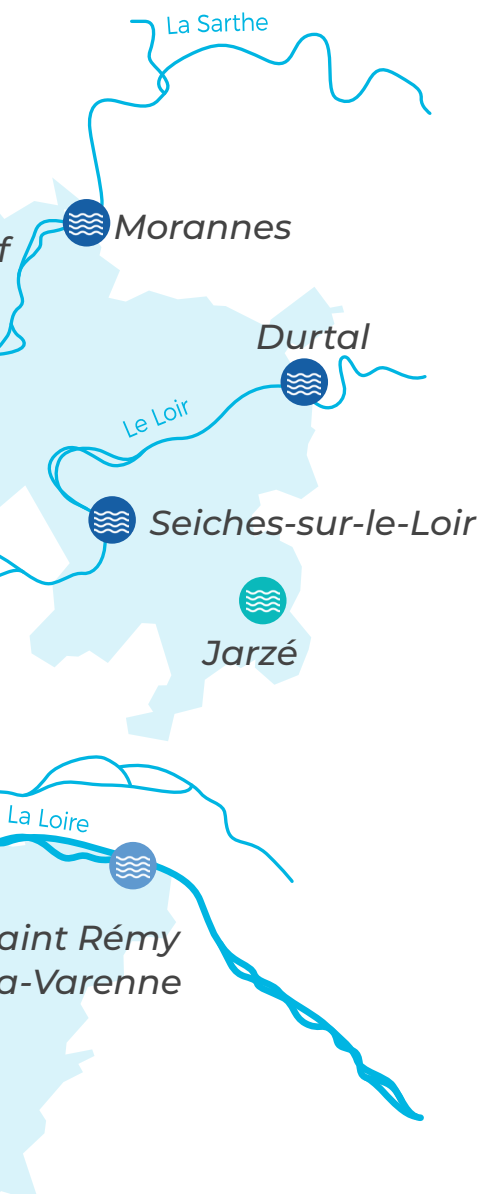 La Sarthe
Morannes
f
Durtal
Le Loir
Seiches-sur-le-Loir
Jarzé
La Loire
aint Rémy
a-Varenne